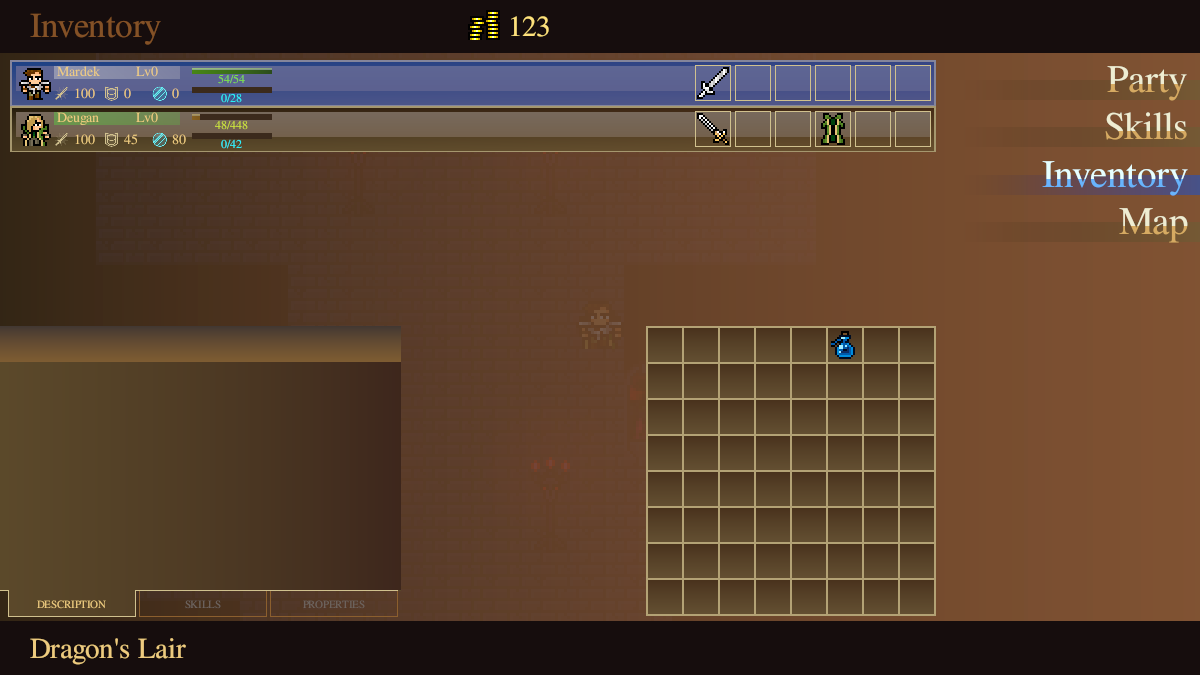 Inventory
123
Mardek Lv0
54/54
100 0 0
0/28
Deugan Lv0
48/448
100 45 80
0/42
Party
Skills
Inventory
Map
DESCRIPTION SKILLS PROPERTIES
Dragon's Lair